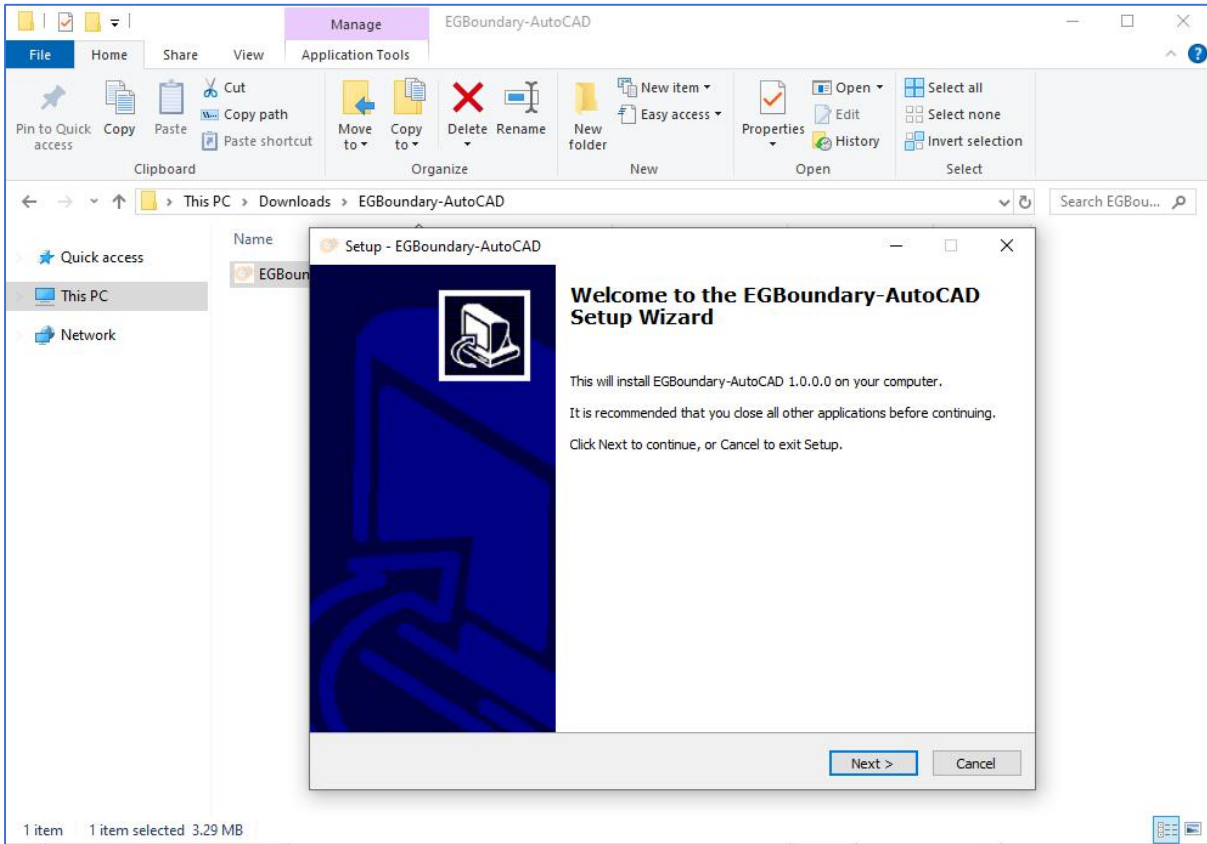 Manage
EGBoundary-AutoCAD
File
Home
Share
View
Application Tools
Pin to Quick
access
Copy
Paste
Cut
Copy path
Paste shortcut
Clipboard
Move
to
Copy
to
Delete
Rename
Organize
New
folder
New item
Easy access
New
Properties
Open
Edit
History
Open
Select all
Select none
Invert selection
Select
This PC > Downloads > EGBoundary-AutoCAD
Search EGBou...
Quick access
This PC
Network
Name
EGBoun
Setup - EGBoundary-AutoCAD
Welcome to the EGBoundary-AutoCAD
Setup Wizard
This will install EGBoundary-AutoCAD 1.0.0.0 on your computer.
It is recommended that you close all other applications before continuing.
Click Next to continue, or Cancel to exit Setup.
Next >
Cancel
1 item
1 item selected 3.29 MB